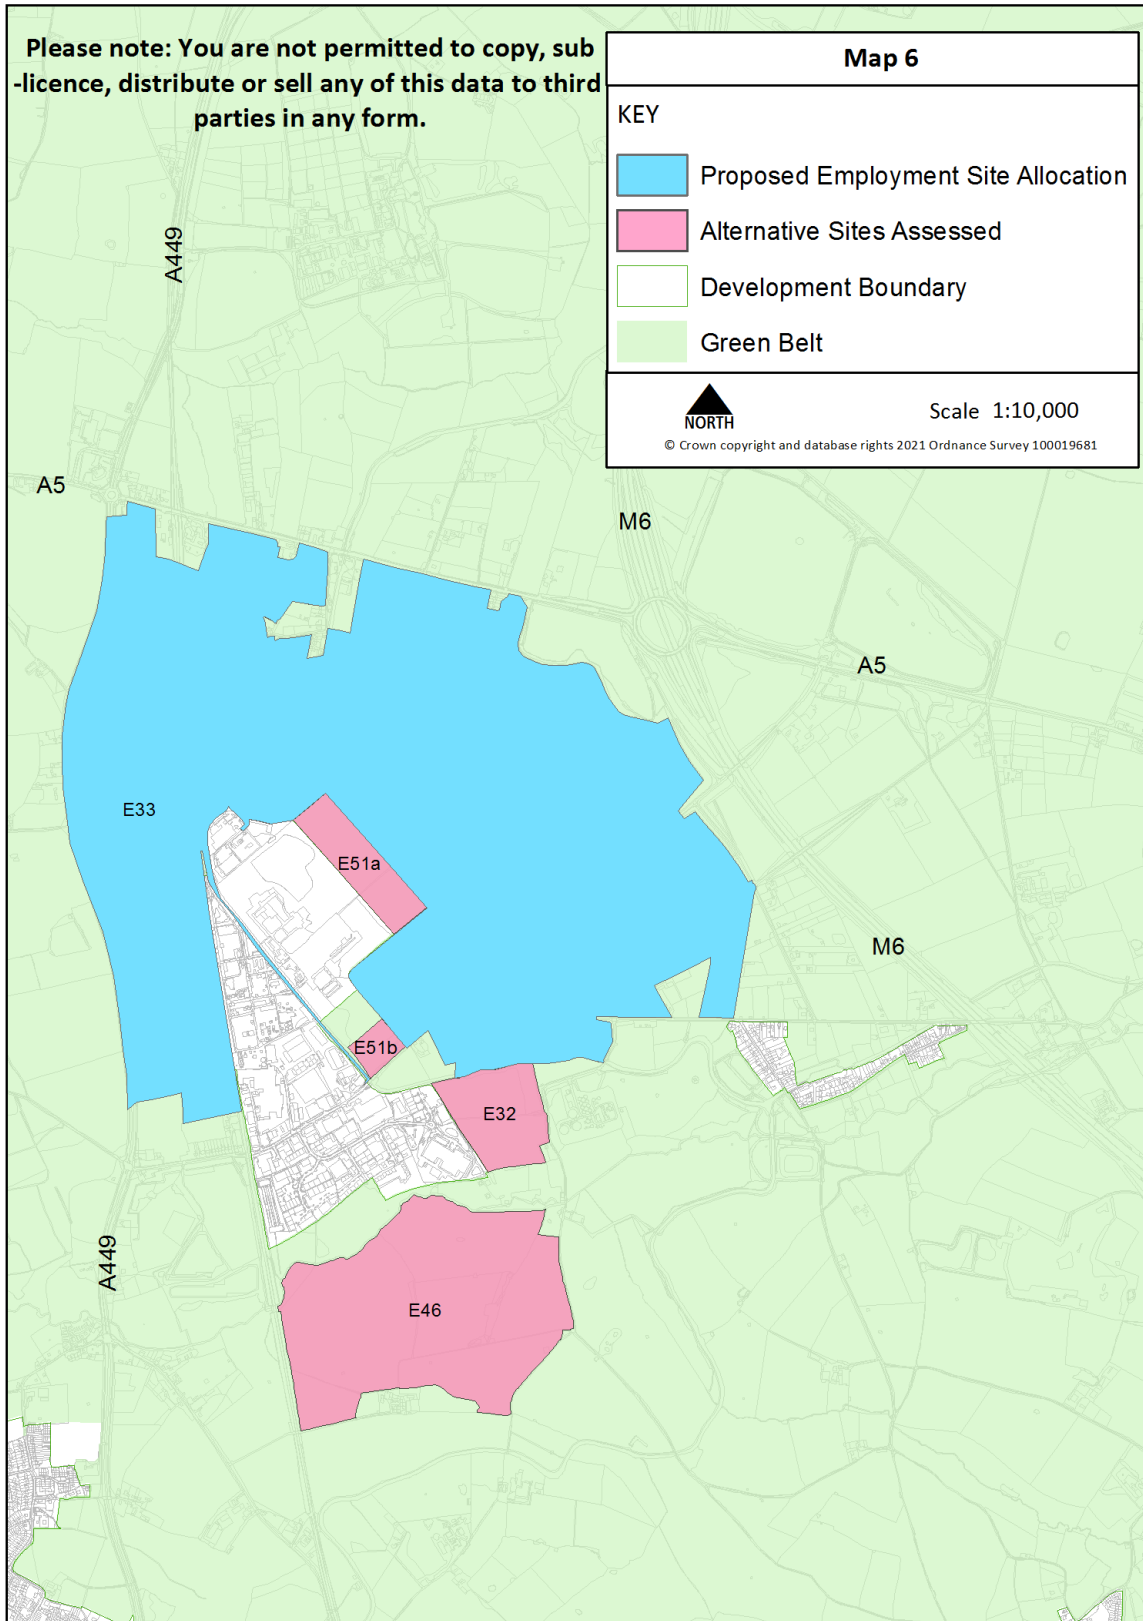 Please note: You are not permitted to copy, sub
-licence, distribute or sell any of this data to third
parties in any form.
Map 6
KEY
Proposed Employment Site Allocation
Alternative Sites Assessed
Development Boundary
Green Belt
NORTH
Scale 1:10,000
© Crown copyright and database rights 2021 Ordnance Survey 100019681
A449
A5
M6
A5
E33
E51a
M6
E51b
E32
A449
E46